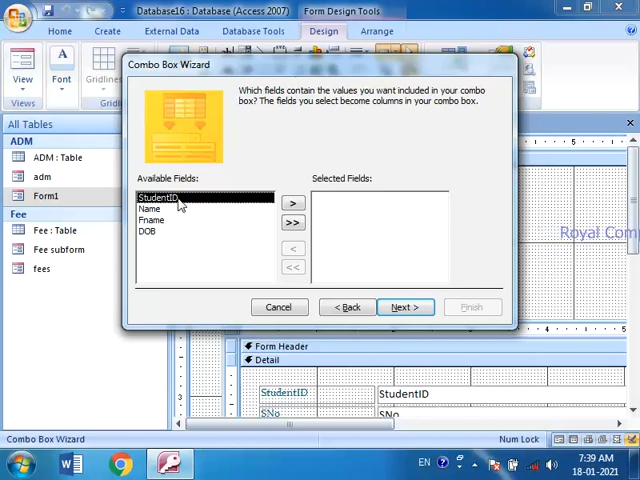 Database16 : Database (Access 2007)
Form Design Tools
Home
Create
External Data
Database Tools
Design
Arrange
View
Font
Gridlines
Views
Combo Box Wizard
Which fields contain the values you want included in your combo
box? The fields you select become columns in your combo box.
All Tables
ADM
ADM : Table
adm
Form1
Fee
Fee : Table
Fee subform
fees
Available Fields:
Selected Fields:
StudentID
Name
Fname
DOB
>
>>
<
<<
Cancel
< Back
Next >
Finish
Royal Com
Form Header
Detail
StudentID
StudentID
SNo
SNo
Combo Box Wizard
Num Lock
EN
7:39 AM
26-01-2003